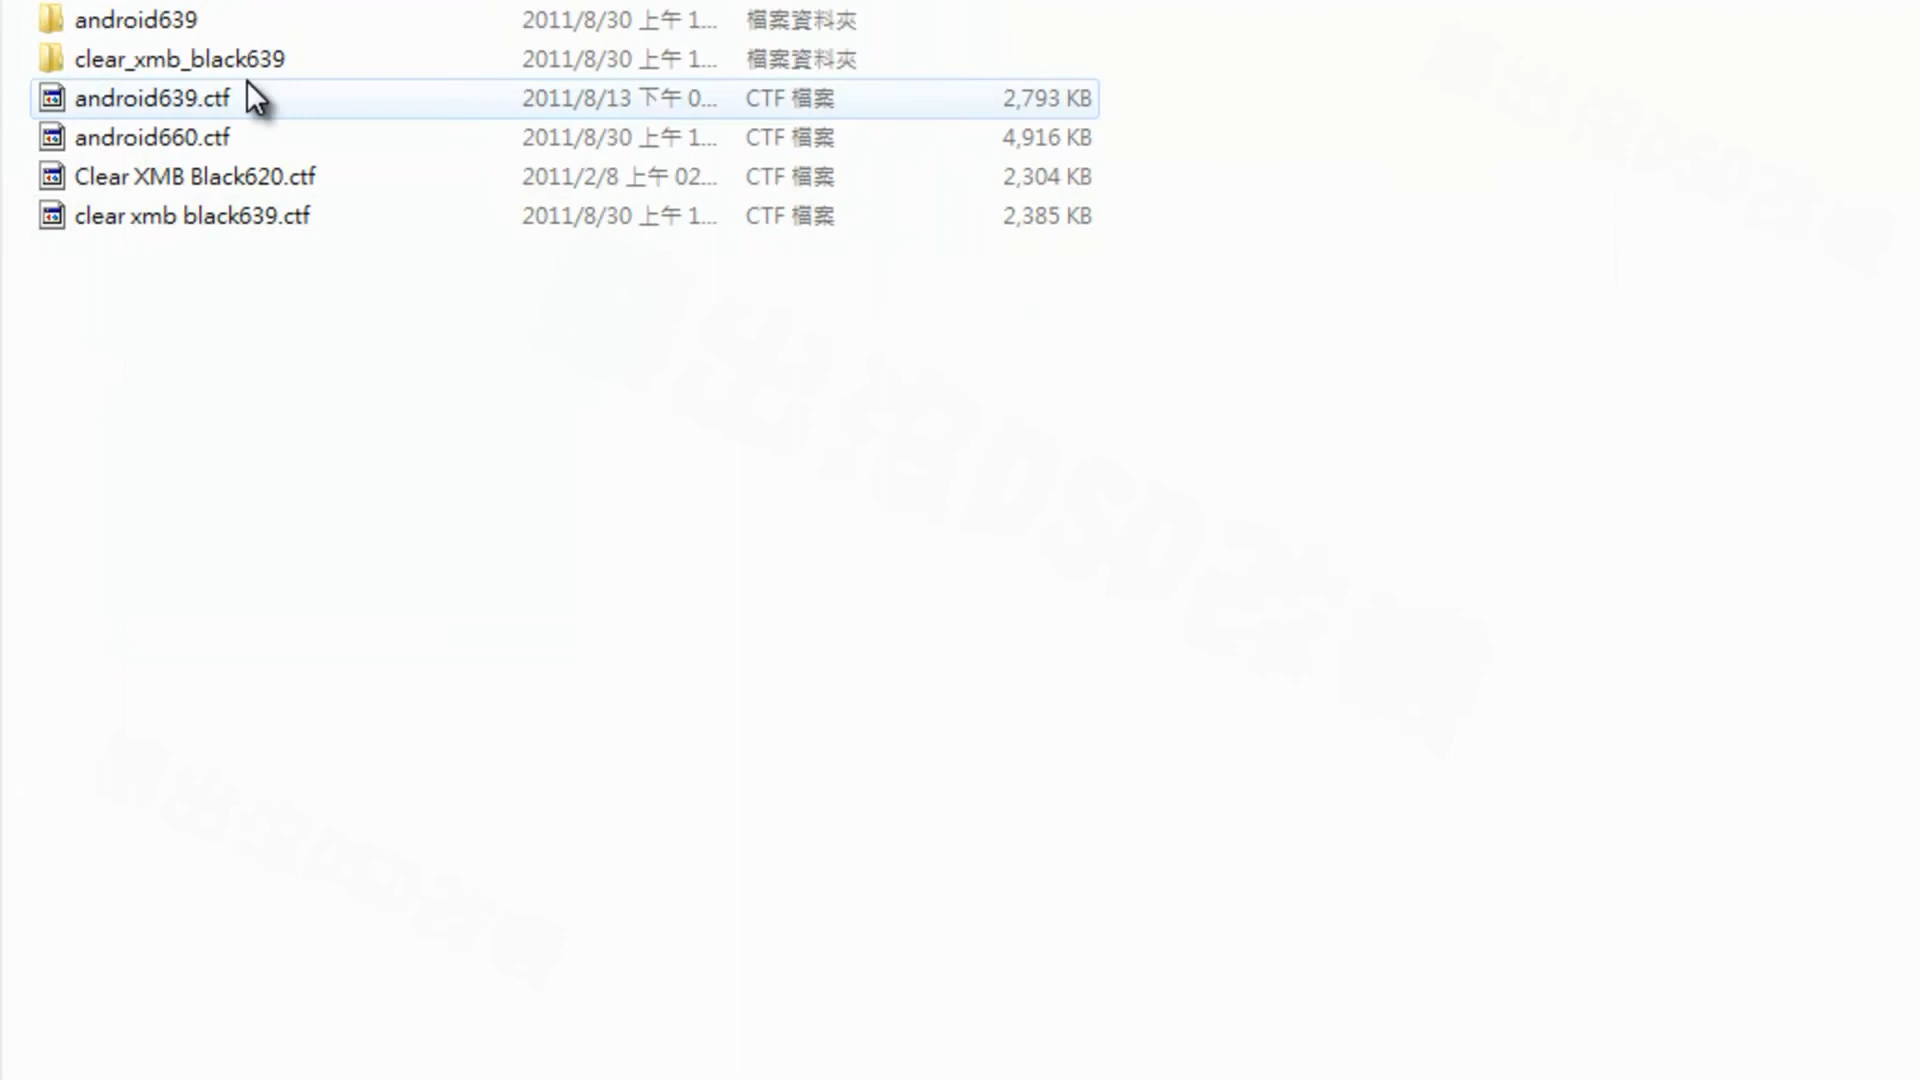 android639 2011/8/30 上午 1... 檔案資料夾
clear_xmb_black639 2011/8/30 上午 1... 檔案資料夾
android639.ctf 2011/8/13 下午 0... CTF 檔案 2,793 KB
android660.ctf 2011/8/30 上午 1... CTF 檔案 4,916 KB
Clear XMB Black620.ctf 2011/2/8 上午 02... CTF 檔案 2,304 KB
clear xmb black639.ctf 2011/8/30 上午 1... CTF 檔案 2,385 KB